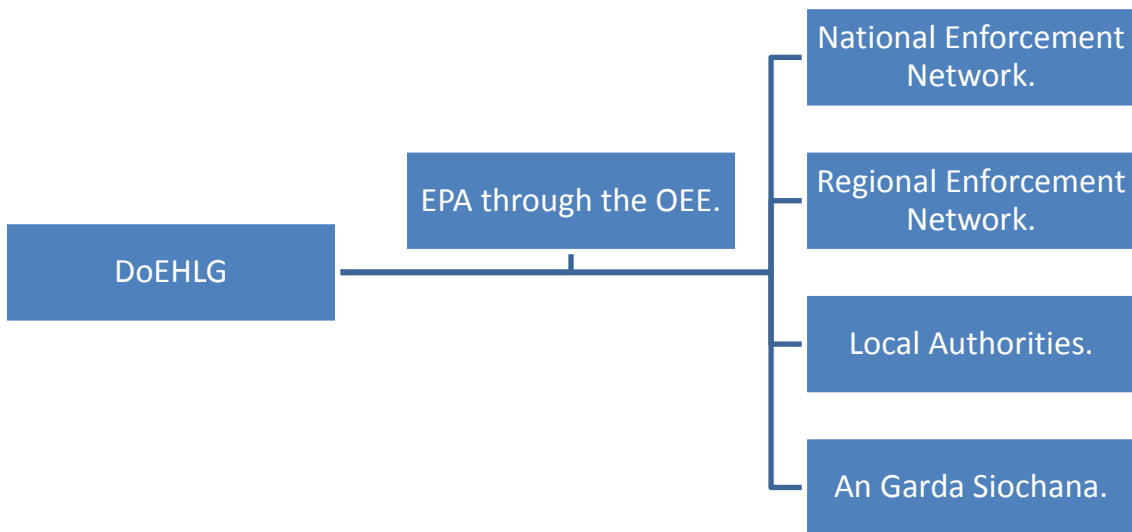 DoEHLG
EPA through the OEE.
National Enforcement
Network.
Regional Enforcement
Network.
Local Authorities.
An Garda Siochana.